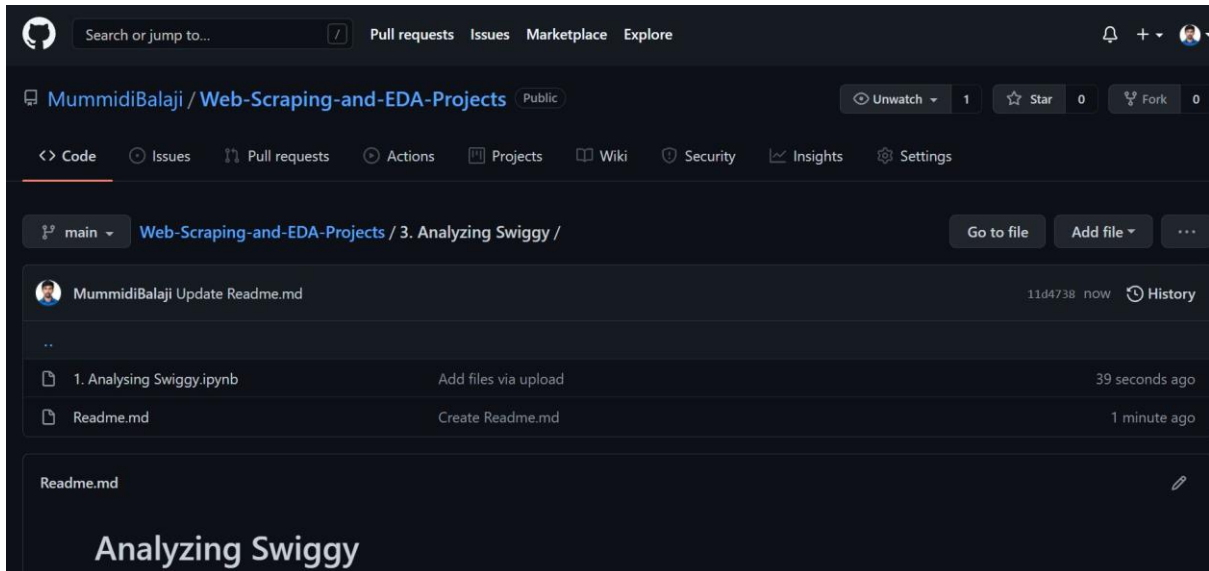 Search or jump to... / Pull requests Issues Marketplace Explore
MummidiBalaji / Web-Scraping-and-EDA-Projects Public Unwatch 1 Star 0 Fork 0
<> Code Issues Pull requests Actions Projects Wiki Security Insights Settings
main Web-Scraping-and-EDA-Projects / 3. Analyzing Swiggy / Go to file Add file ...
MummidiBalaji Update Readme.md 11d4738 now History
..
1. Analysing Swiggy.ipynb Add files via upload 39 seconds ago
Readme.md Create Readme.md 1 minute ago
Readme.md
Analyzing Swiggy